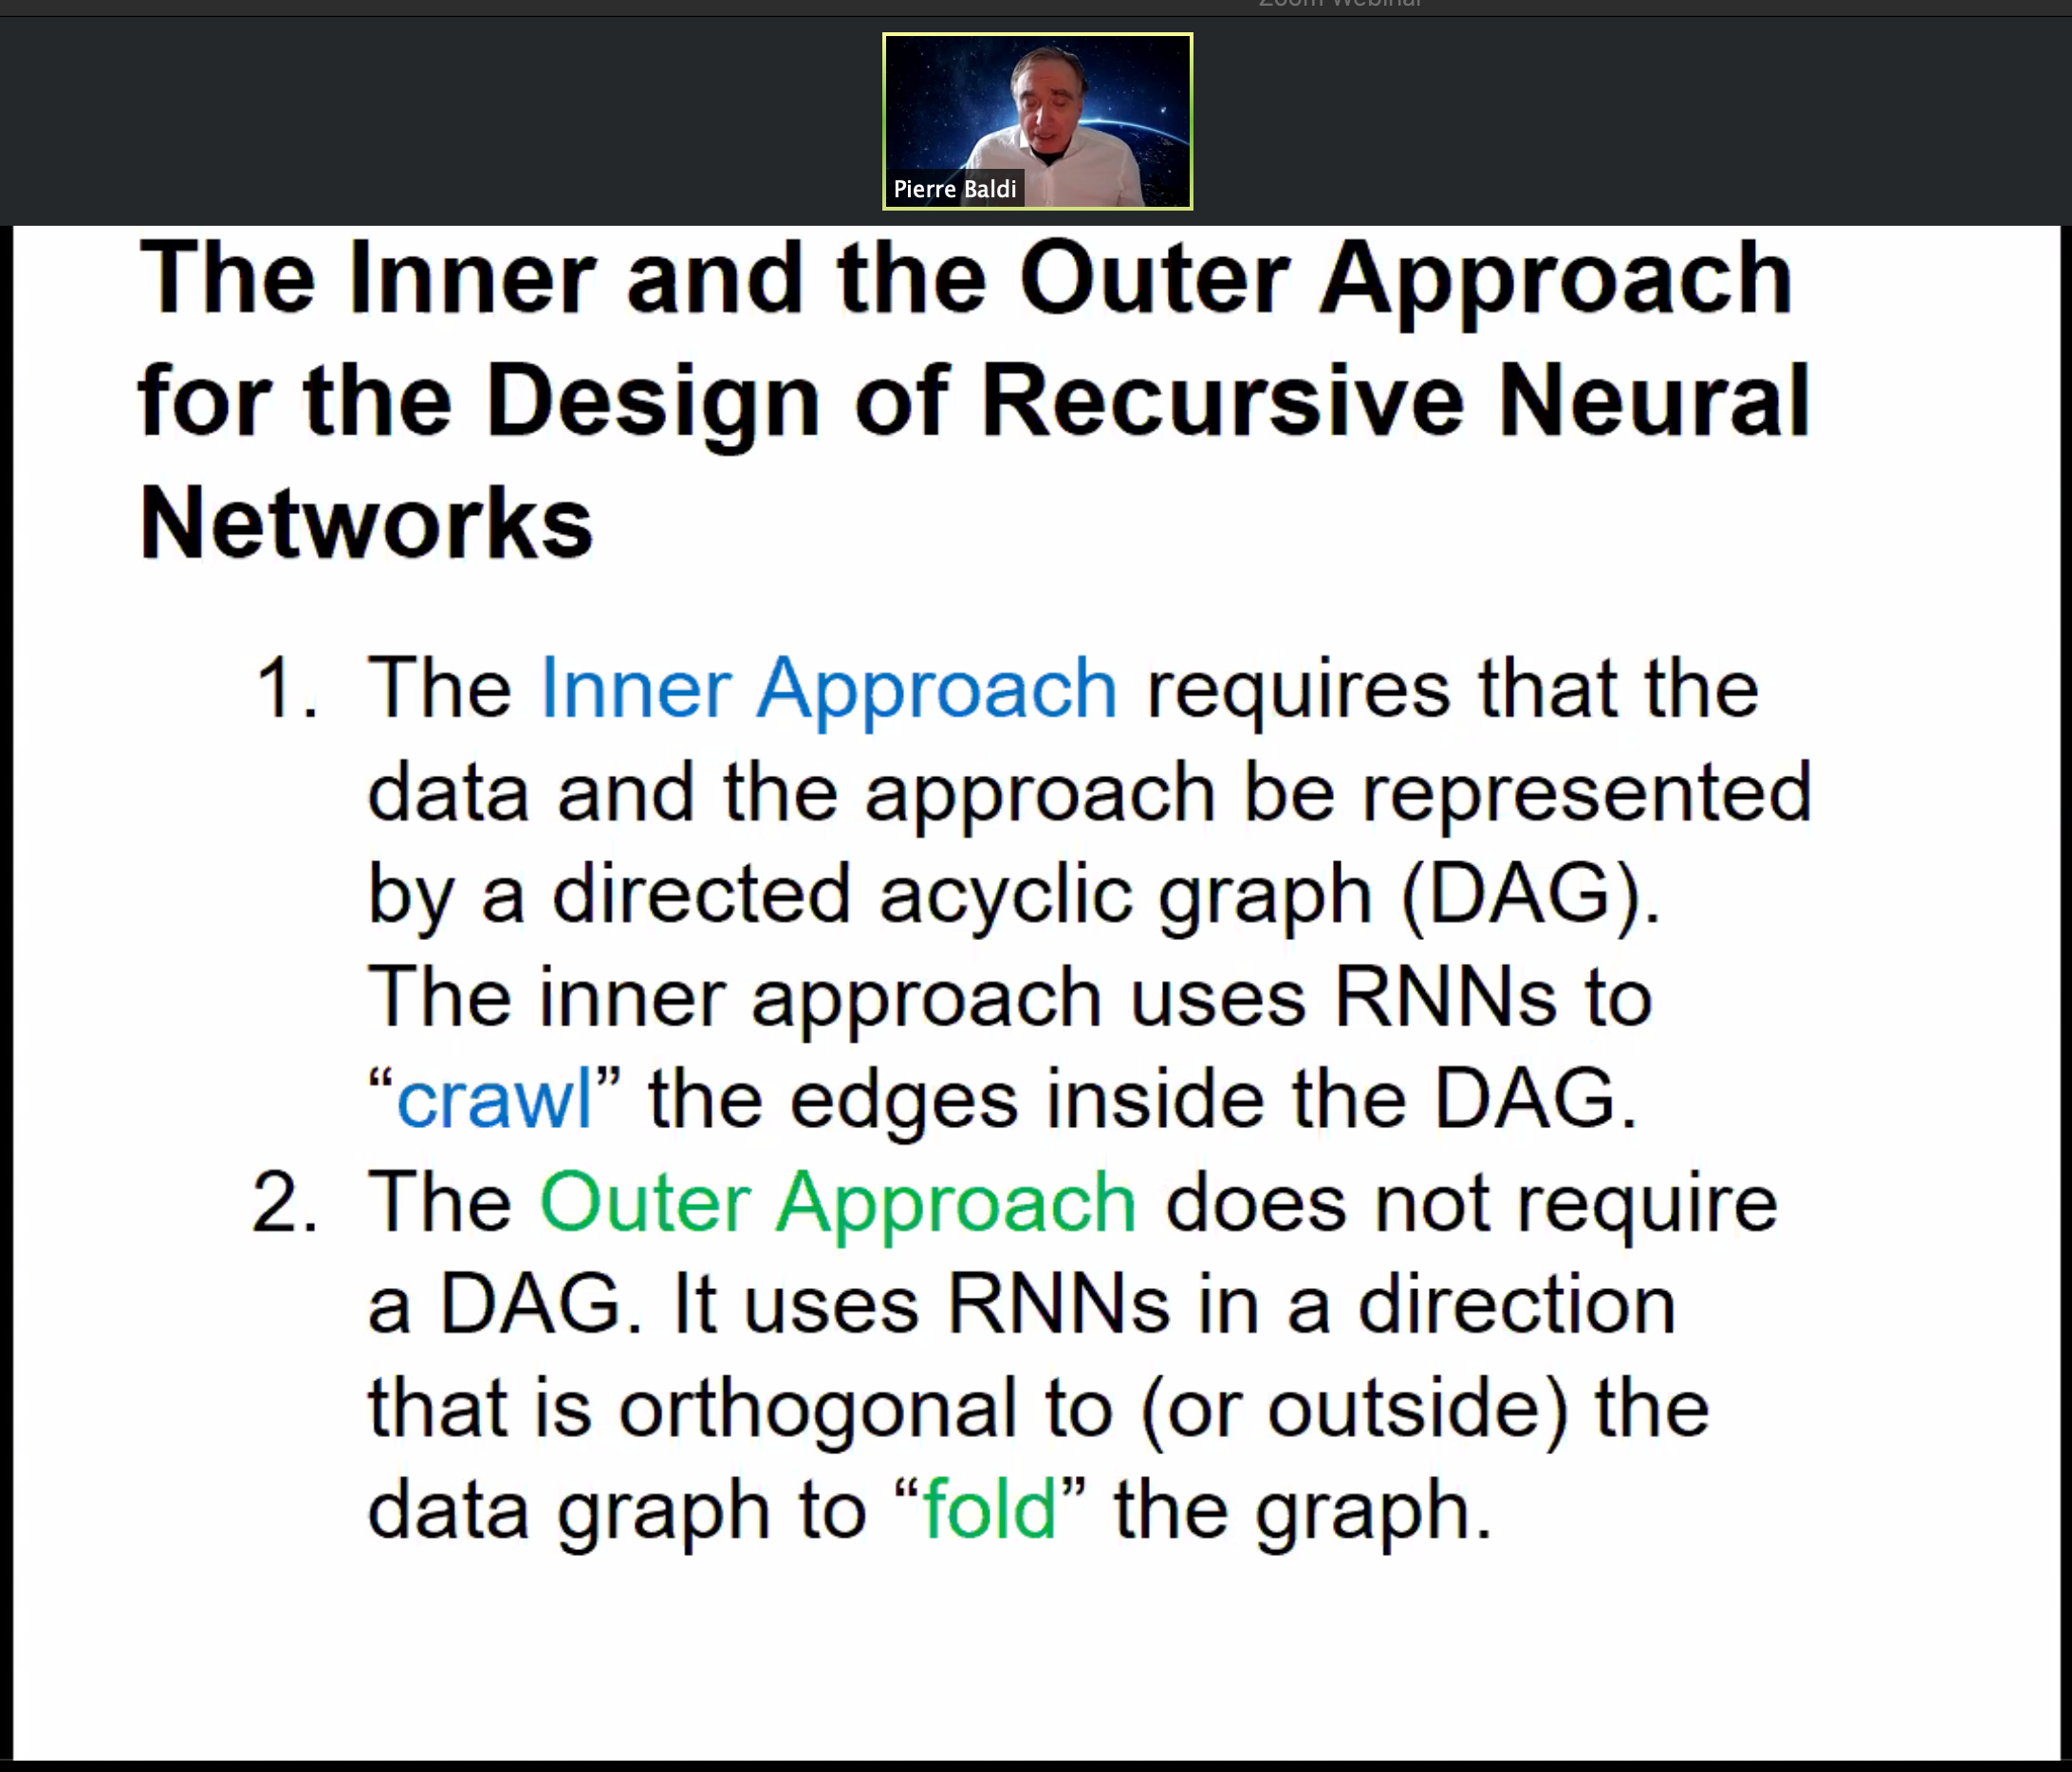 Zoom Webinar
Pierre Baldi
The Inner and the Outer Approach
for the Design of Recursive Neural
Networks
1. The Inner Approach requires that the
data and the approach be represented
by a directed acyclic graph (DAG).
The inner approach uses RNNs to
“crawl” the edges inside the DAG.
2. The Outer Approach does not require
a DAG. It uses RNNs in a direction
that is orthogonal to (or outside) the
data graph to “fold” the graph.